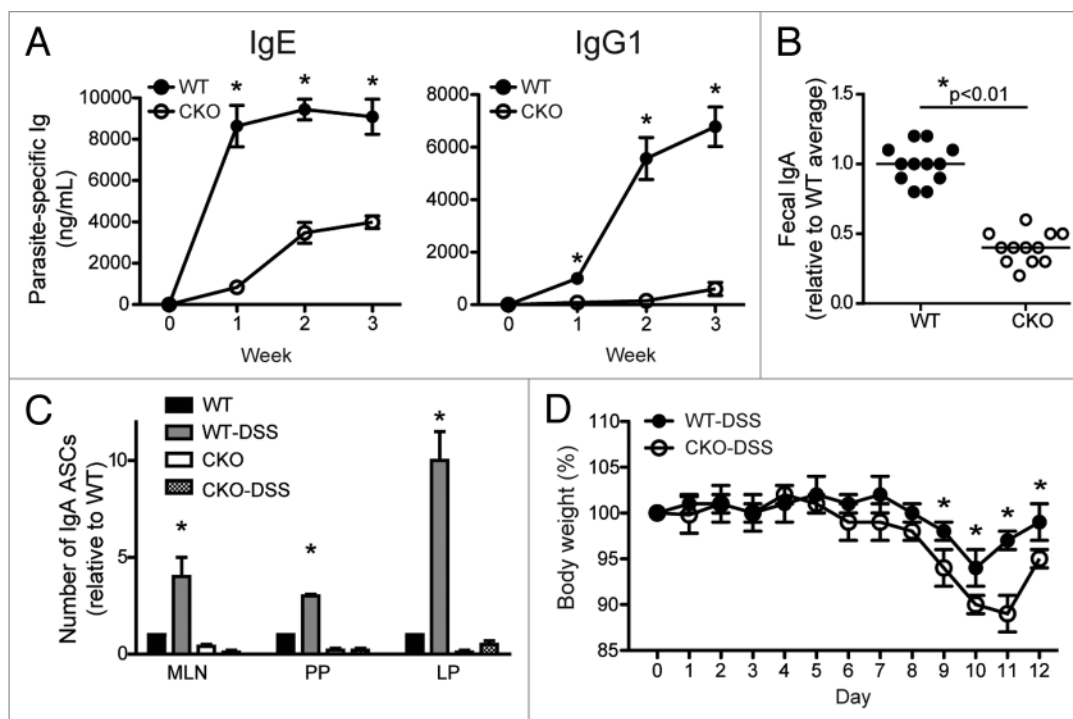 A
IgE
IgG1
WT
CKO
WT
CKO
Parasite-specific Ig
(ng/mL)
10000
8000
6000
4000
2000
0
* * *
0 1 2 3
Week
8000
6000
4000
2000
0
* * *
0 1 2 3
Week
B
Fecal IgA
(relative to WT average)
1.5
1.0
0.5
0.0
*
p<0.01
WT CKO
C
WT
WT-DSS
CKO
CKO-DSS
Number of IgA ASCs
(relative to WT)
10
5
0
* * *
MLN PP LP
D
WT-DSS
CKO-DSS
Body weight (%)
110
105
100
95
90
85
* * * *
0 1 2 3 4 5 6 7 8 9 10 11 12
Day